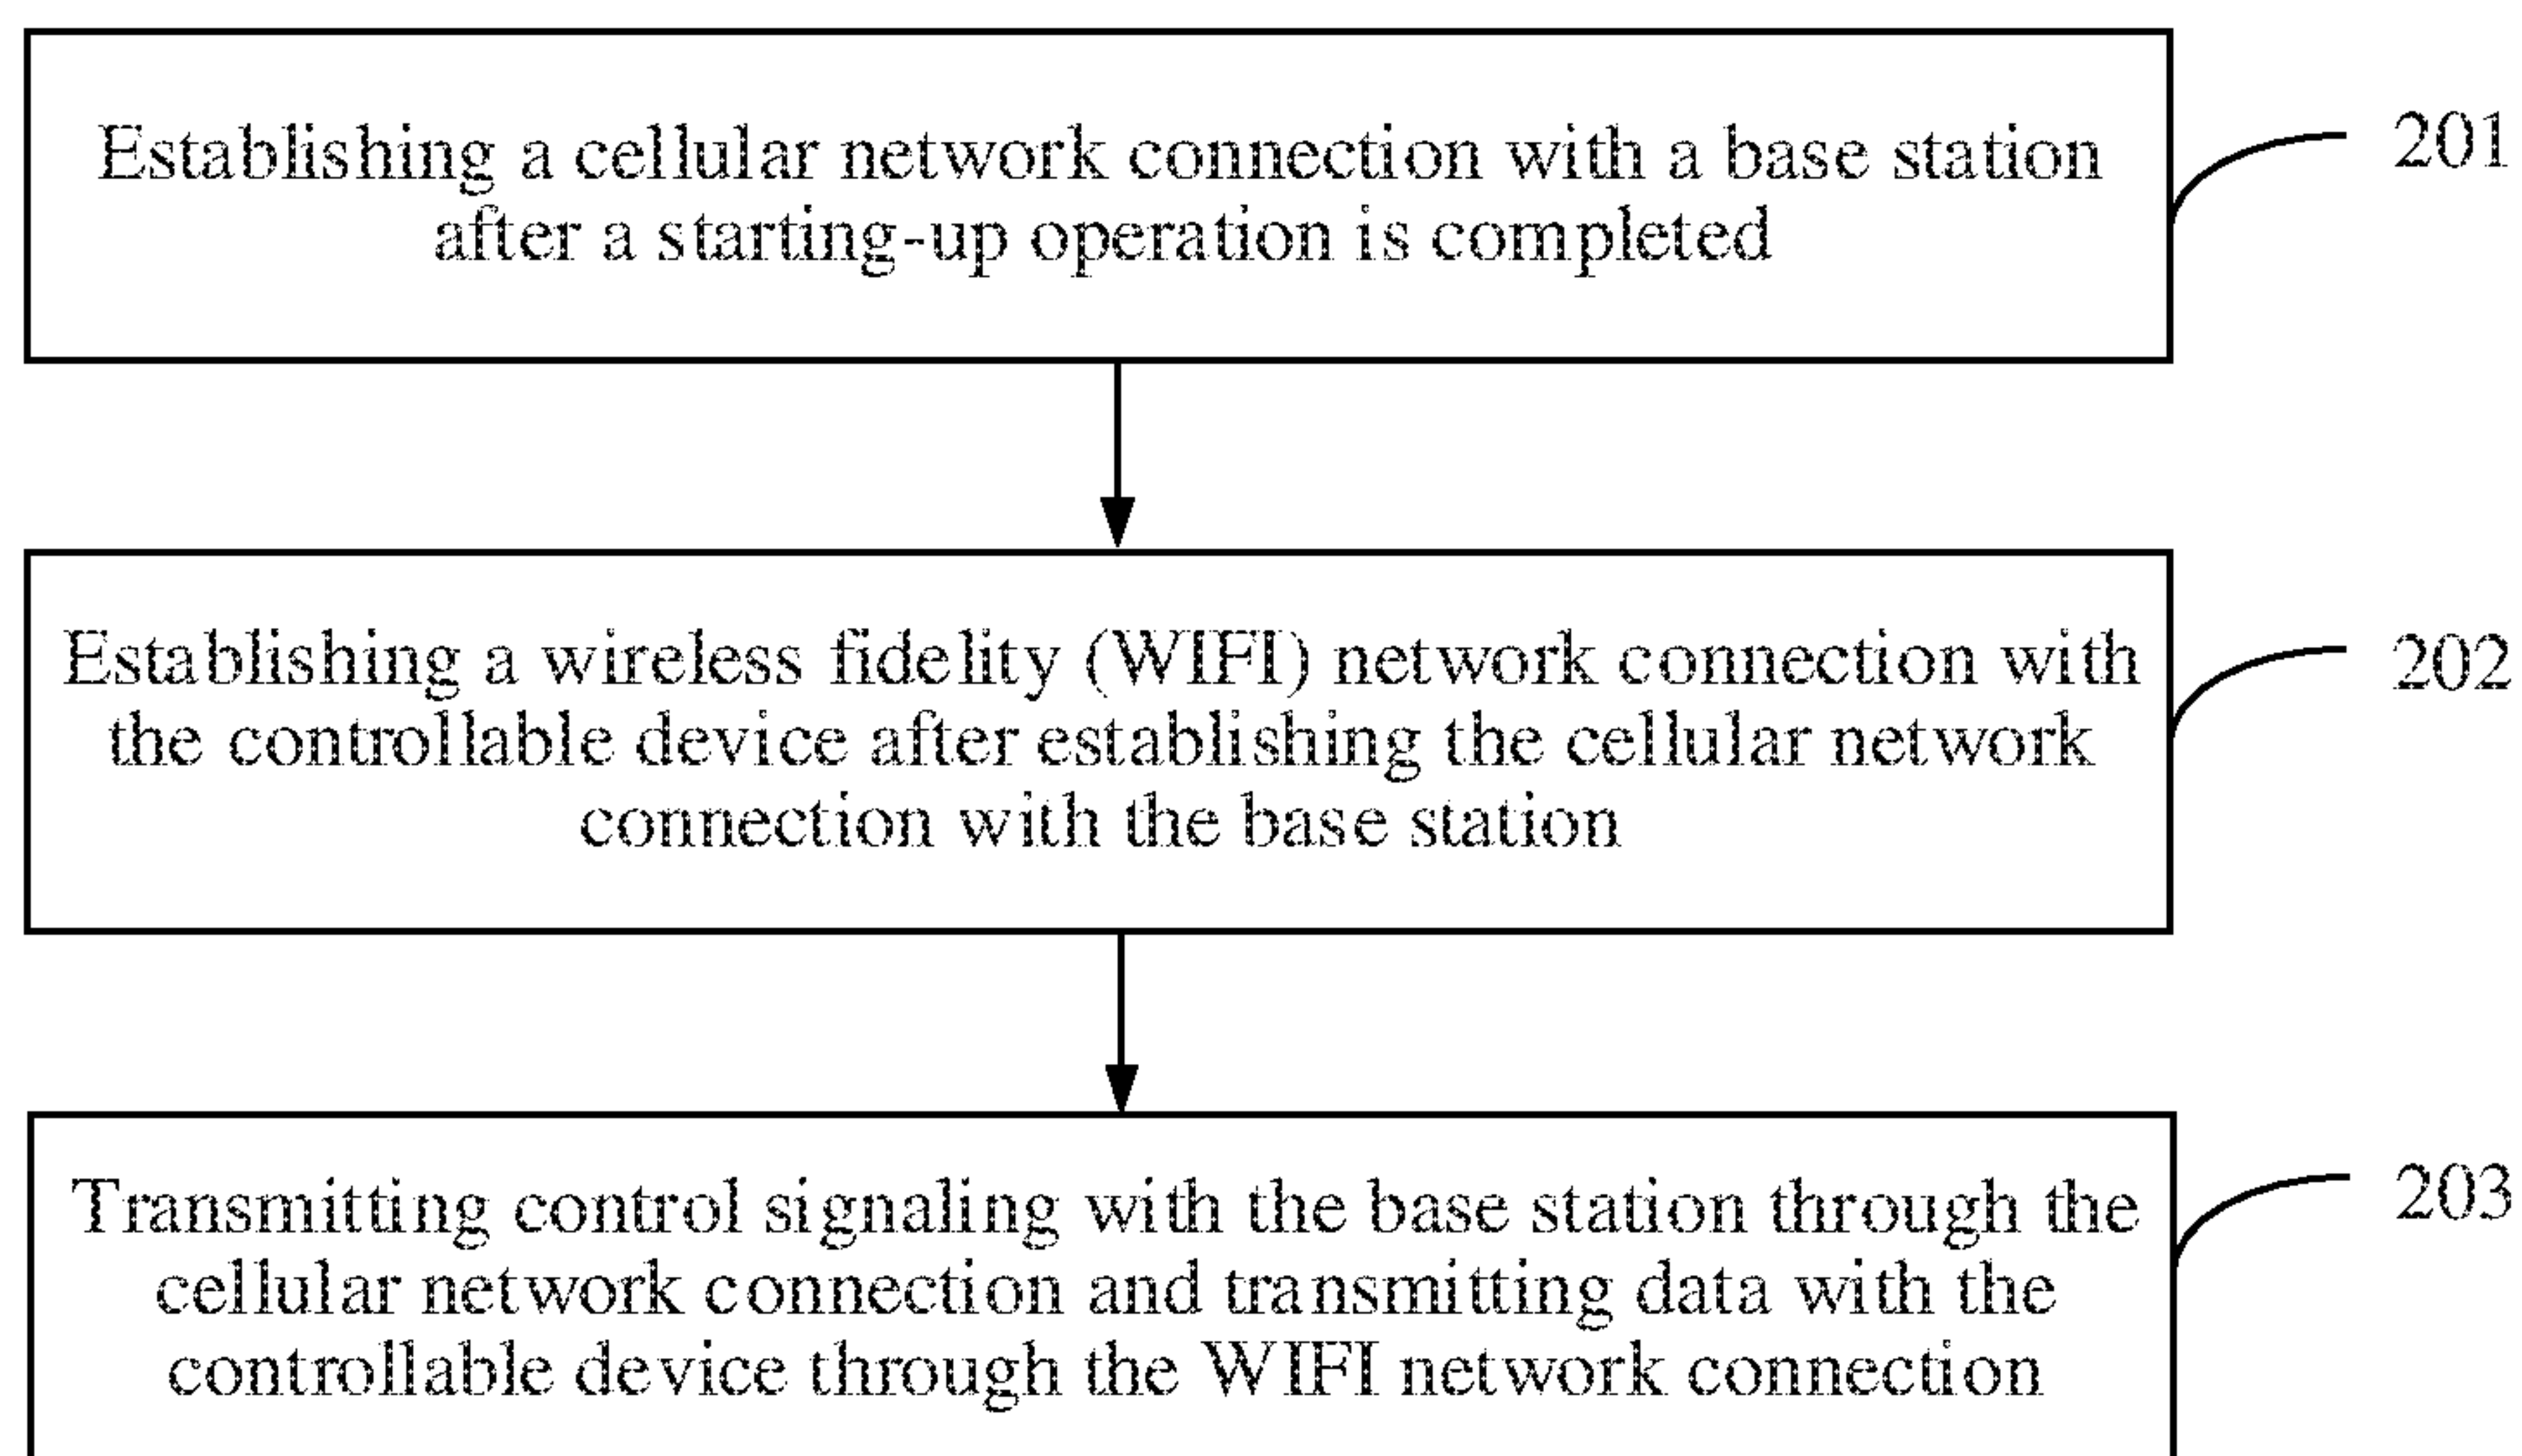 Establishing a cellular network connection with a base station
after a starting-up operation is completed
201
Establishing a wireless fidelity (WIFI) network connection with
the controllable device after establishing the cellular network
connection with the base station
202
Transmitting control signaling with the base station through the
cellular network connection and transmitting data with the
controllable device through the WIFI network connection
203